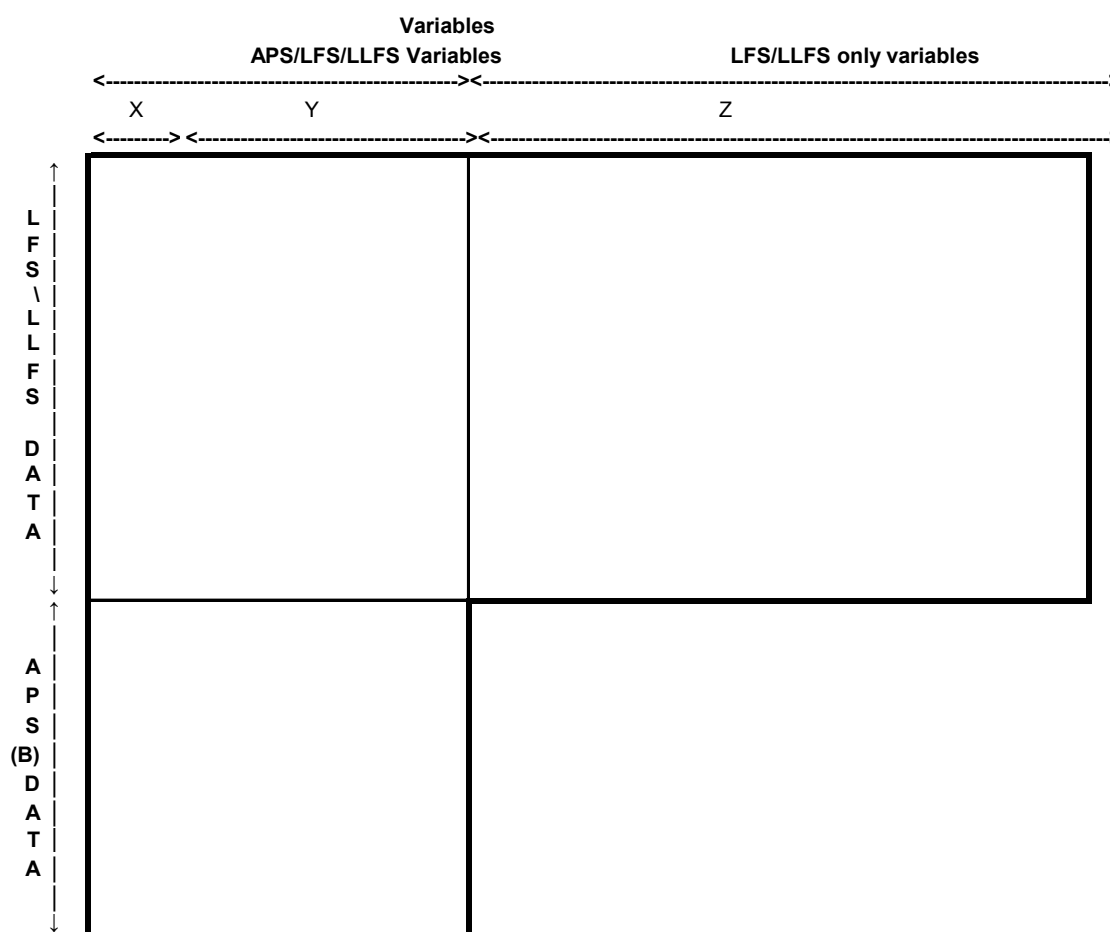 Variables
APS/LFS/LLFS Variables LFS/LLFS only variables
X Y Z
LFS\LLFS DATA
APS(B) DATA